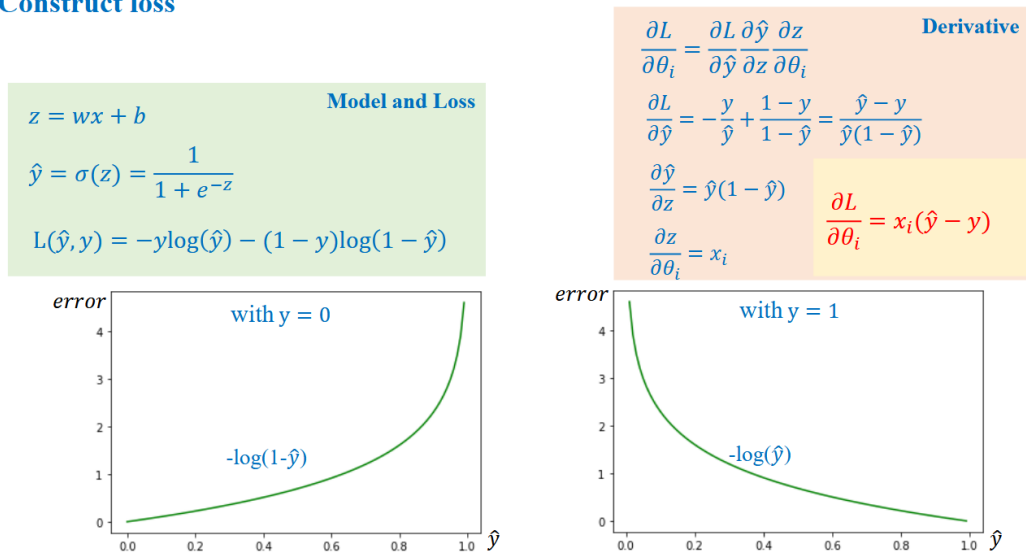 Construct loss
Model and Loss
z = wx + b
ŷ = σ(z) = 1 / (1 + e^{-z})
L(ŷ, y) = −ylog(ŷ) − (1 − y)log(1 − ŷ)
Derivative
∂L/∂θ_i = ∂L/∂ŷ ∂ŷ/∂z ∂z/∂θ_i
∂L/∂ŷ = − y/ŷ + (1 − y)/(1 − ŷ) = (ŷ − y)/(ŷ(1 − ŷ))
∂ŷ/∂z = ŷ(1 − ŷ)
∂z/∂θ_i = x_i
∂L/∂θ_i = x_i(ŷ − y)
error
with y = 0
4
3
2
1
0
-log(1-ŷ)
0.0 0.2 0.4 0.6 0.8 1.0 ŷ
error
with y = 1
4
3
2
1
0
-log(ŷ)
0.0 0.2 0.4 0.6 0.8 1.0 ŷ